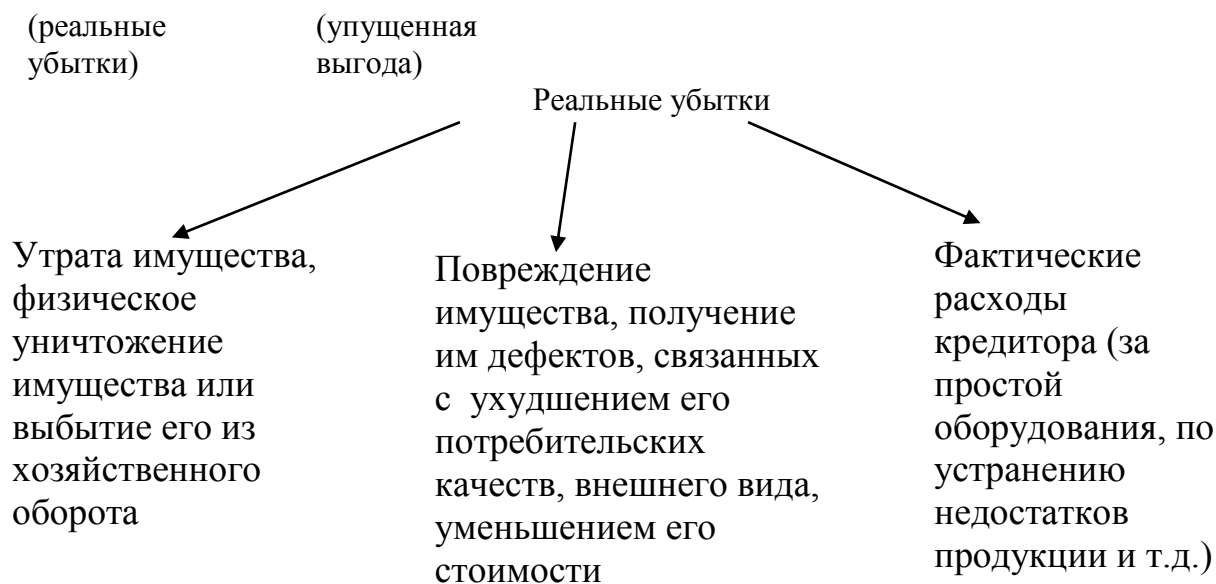 (реальные
убытки)
(упущенная
выгода)
Реальные убытки
Утрата имущества,
физическое
уничтожение
имущества или
выбытие его из
хозяйственного
оборота
Повреждение
имущества, получение
им дефектов, связанных
с ухудшением его
потребительских
качеств, внешнего вида,
уменьшением его
стоимости
Фактические
расходы
кредитора (за
простой
оборудования, по
устранению
недостатков
продукции и т.д.)